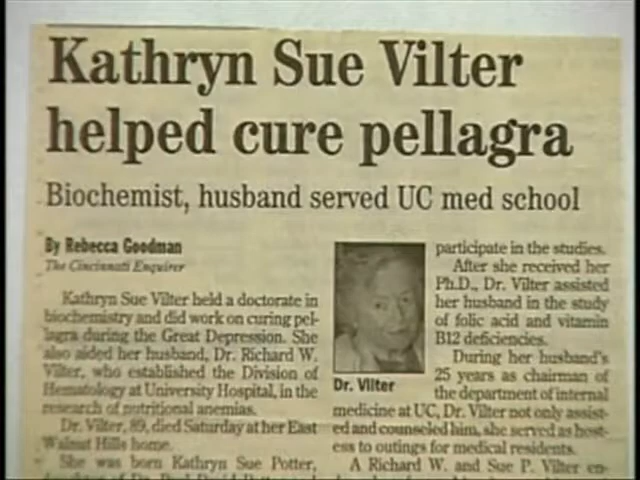 Kathryn Sue Vilter
helped cure pellagra
Biochemist, husband served UC med school
By Rebecca Goodman
The Cincinnati Enquirer
Kathryn Sue Vilter held a doctorate in
biochemistry and did work on curing pel-
lagra during the Great Depression. She
also aided her husband, Dr. Richard W.
Vilter, who established the Division of
Hematology at University Hospital, in the
research of nutritional anemias.
Dr. Vilter, 89, died Saturday at her East
Walnut Hills home.
She was born Kathryn Sue Potter,
Dr. Vilter
participate in the studies.
After she received her
Ph.D., Dr. Vilter assisted
her husband in the study
of folic acid and vitamin
B12 deficiencies.
During her husband's
25 years as chairman of
the department of internal
medicine at UC, Dr. Vilter not only assist-
ed and counseled him, she served as host-
ess to outings for medical residents.
A Richard W. and Sue P. Vilter en-